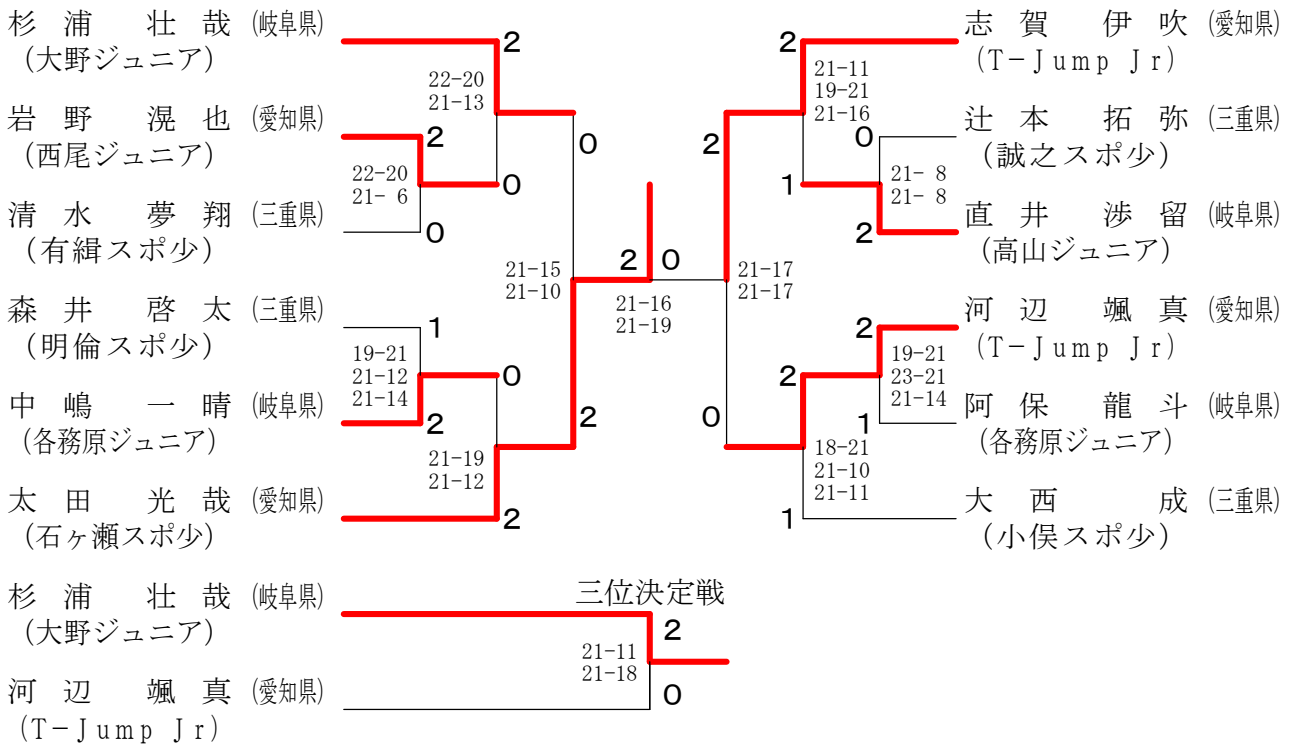 杉浦 壮哉 (岐阜県)
(大野ジュニア)
岩野 滉也 (愛知県)
(西尾ジュニア)
清水 夢翔 (三重県)
(有緝スポ少)
森井 啓太 (三重県)
(明倫スポ少)
中嶋 一晴 (岐阜県)
(各務原ジュニア)
太田 光哉 (愛知県)
(石ヶ瀬スポ少)
2
22-20
21-13
0
2
22-20
21- 6
0
0
21-15
21-10
1
19-21
21-12
21-14
2
0
21-19
21-12
2
2
2 0
21-16
21-19
2
21-11
19-21
21-16
1
0
21- 8
21- 8
2
2
21-17
21-17
0
2
19-21
23-21
21-14
1
2
18-21
21-10
21-11
1
志賀 伊吹 (愛知県)
(T-Jump Jr)
辻本 拓弥 (三重県)
(誠之スポ少)
直井 渉留 (岐阜県)
(高山ジュニア)
河辺 颯真 (愛知県)
(T-Jump Jr)
阿保 龍斗 (岐阜県)
(各務原ジュニア)
大西 成 (三重県)
(小俣スポ少)
三位決定戦
杉浦 壮哉 (岐阜県)
(大野ジュニア)
2
21-11
21-18
0
河辺 颯真 (愛知県)
(T-Jump Jr)